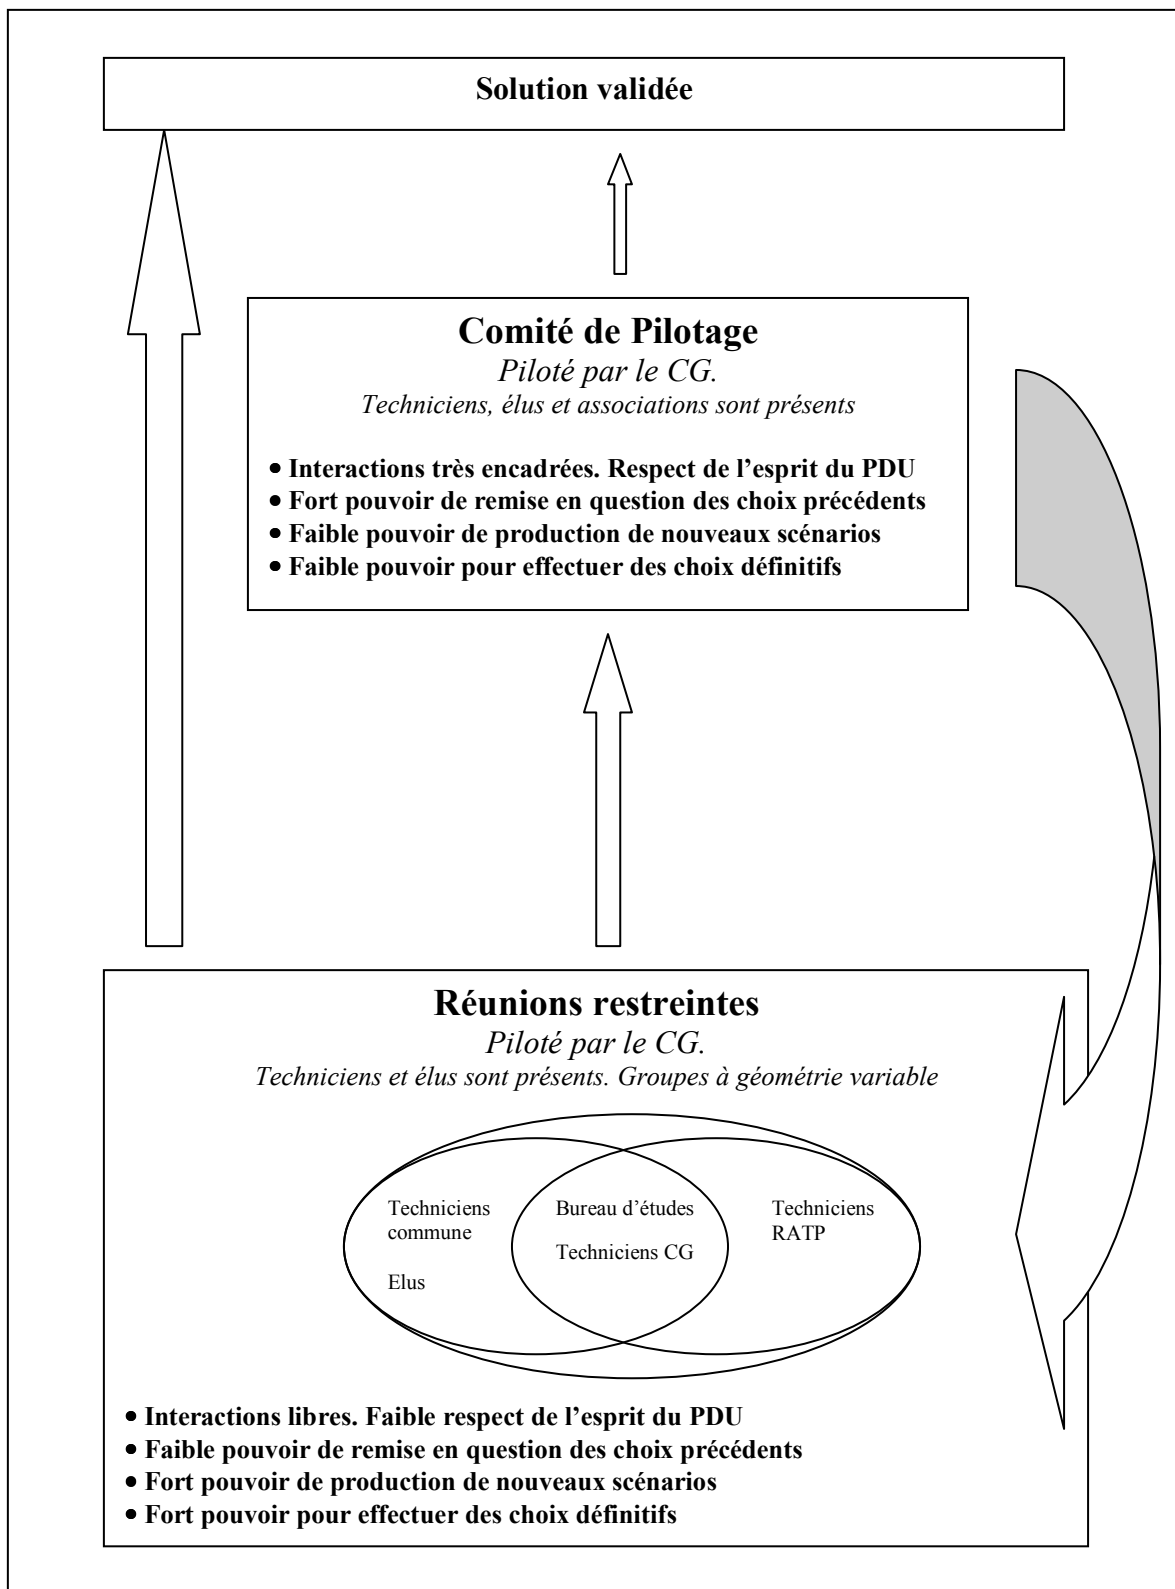 Solution validée
Comité de Pilotage
Piloté par le CG.
Techniciens, élus et associations sont présents
• Interactions très encadrées. Respect de l’esprit du PDU
• Fort pouvoir de remise en question des choix précédents
• Faible pouvoir de production de nouveaux scénarios
• Faible pouvoir pour effectuer des choix définitifs
Réunions restreintes
Piloté par le CG.
Techniciens et élus sont présents. Groupes à géométrie variable
Techniciens
commune
Elus
Bureau d’études
Techniciens CG
Techniciens
RATP
• Interactions libres. Faible respect de l’esprit du PDU
• Faible pouvoir de remise en question des choix précédents
• Fort pouvoir de production de nouveaux scénarios
• Fort pouvoir pour effectuer des choix définitifs